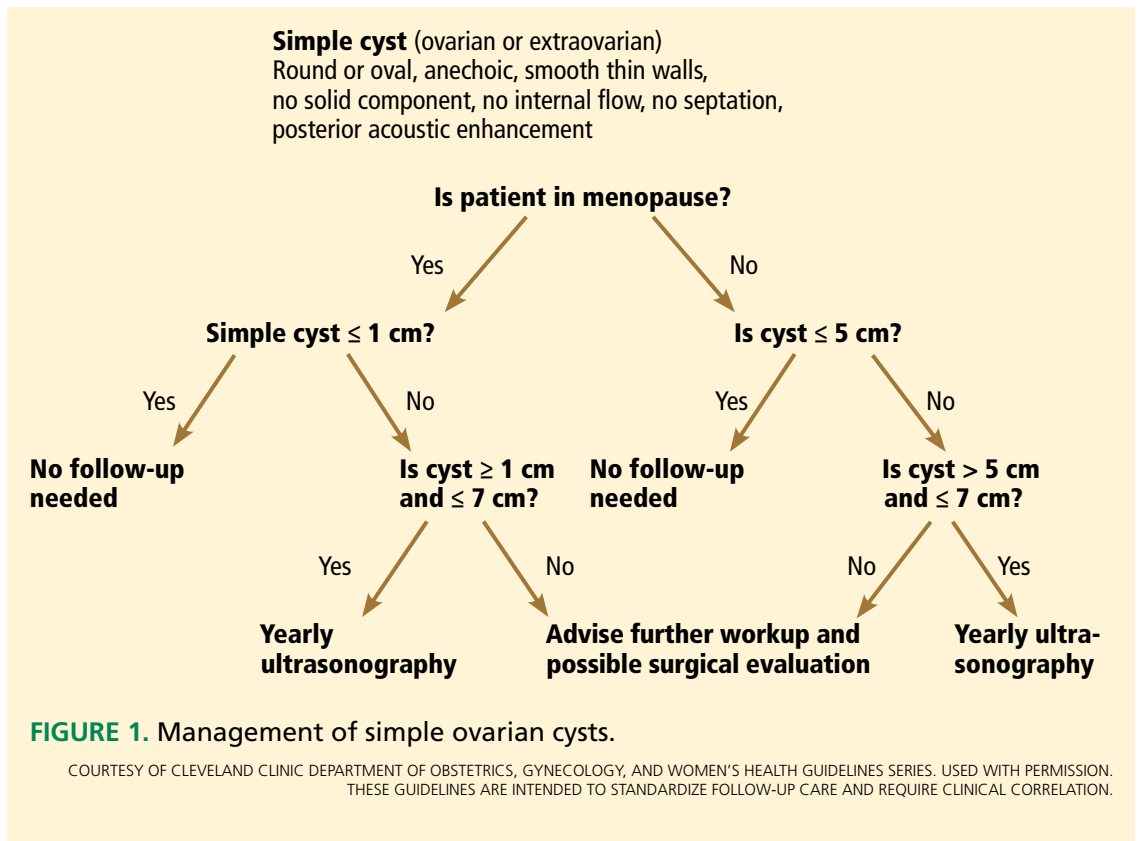 Simple cyst (ovarian or extraovarian)
Round or oval, anechoic, smooth thin walls,
no solid component, no internal flow, no septation,
posterior acoustic enhancement
Is patient in menopause?
Yes
No
Simple cyst ≤ 1 cm?
Is cyst ≤ 5 cm?
Yes
No
Yes
No
No follow-up
needed
Is cyst ≥ 1 cm
and ≤ 7 cm?
No follow-up
needed
Is cyst > 5 cm
and ≤ 7 cm?
Yes
No
No
Yes
Yearly
ultrasonography
Advise further workup and
possible surgical evaluation
Yearly ultra-
sonography
FIGURE 1. Management of simple ovarian cysts.
COURTESY OF CLEVELAND CLINIC DEPARTMENT OF OBSTETRICS, GYNECOLOGY, AND WOMEN'S HEALTH GUIDELINES SERIES. USED WITH PERMISSION.
THESE GUIDELINES ARE INTENDED TO STANDARDIZE FOLLOW-UP CARE AND REQUIRE CLINICAL CORRELATION.